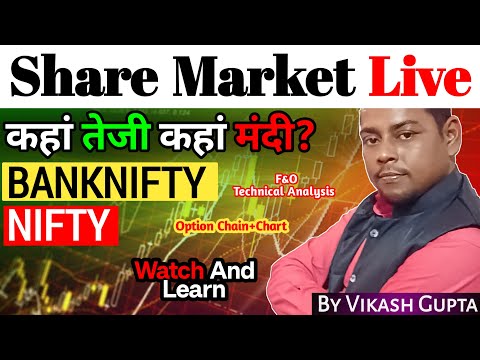 Share Market Live
कहां तेजी कहां मंदी?
BANKNIFTY
NIFTY
F&O
Technical Analysis
Option Chain+Chart
Watch And
Learn
By Vikash Gupta